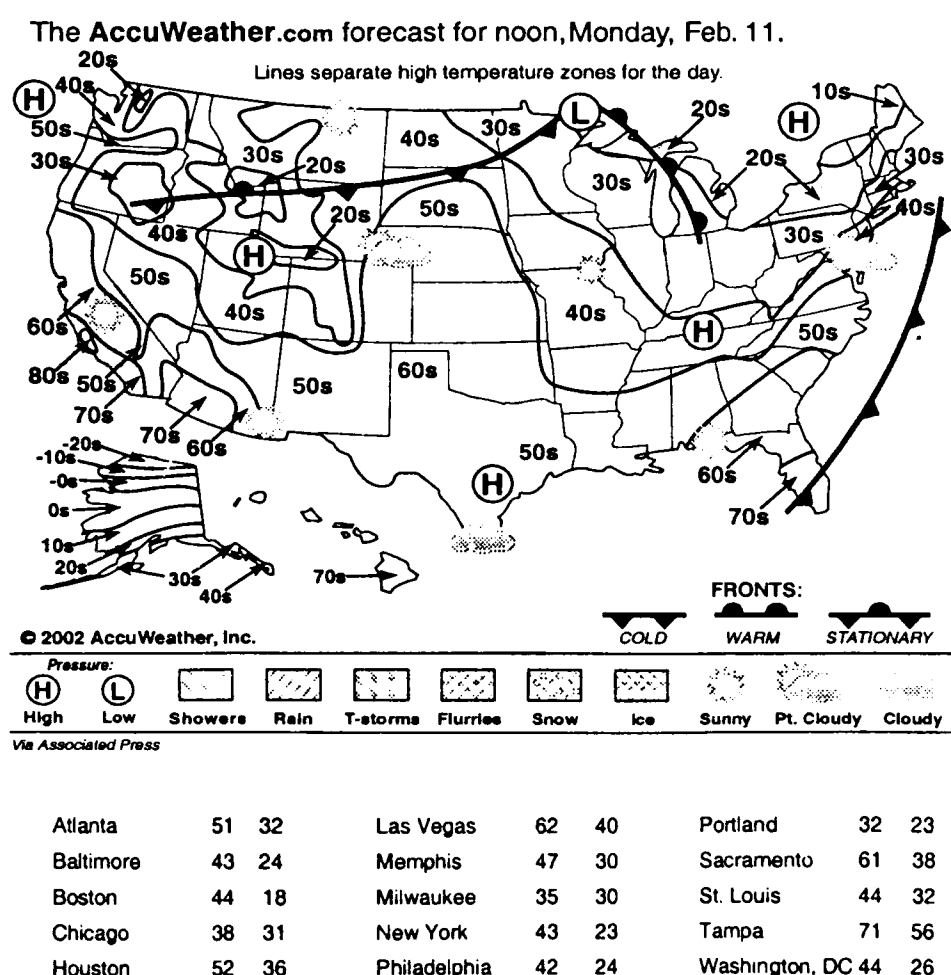 The AccuWeather.com forecast for noon, Monday, Feb. 11.
Lines separate high temperature zones for the day.
20s
40s
50s
30s
H
40s
30s
L
20s
H
10s
30s
20s
30s
20s
30s
40s
20s
50s
30s
40s
H
50s
40s
40s
H
50s
60s
80s
50s
70s
50s
60s
70s
60s
50s
H
60s
70s
-20s
-10s
-0s
0s
10s
20s
30s
40s
70s
FRONTS:
COLD WARM STATIONARY
© 2002 AccuWeather, Inc.
Pressure:
H L
High Low Showers Rain T-storms Flurries Snow Ice Sunny Pt. Cloudy Cloudy
Via Associated Press
Atlanta 51 32 Las Vegas 62 40 Portland 32 23
Baltimore 43 24 Memphis 47 30 Sacramento 61 38
Boston 44 18 Milwaukee 35 30 St. Louis 44 32
Chicago 38 31 New York 43 23 Tampa 71 56
Houston 52 36 Philadelphia 42 24 Washington, DC 44 26